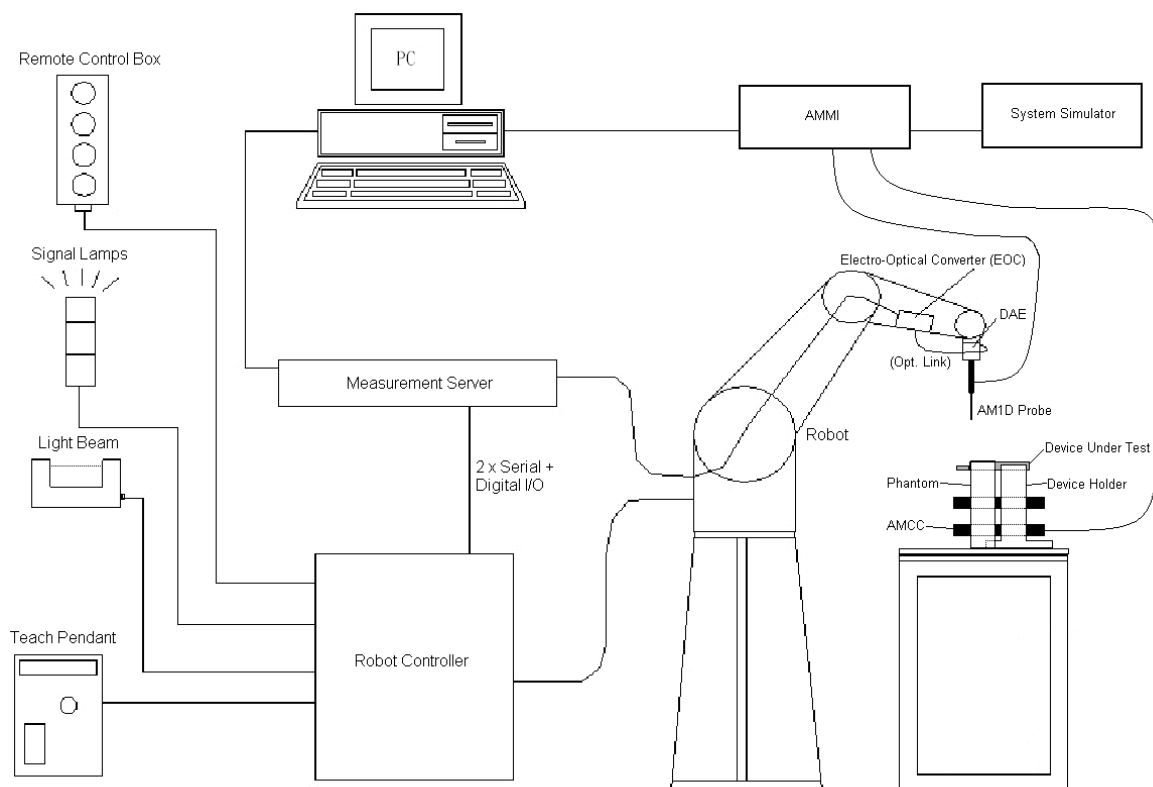 Remote Control Box
PC
AMMI
System Simulator
Signal Lamps
Electro-Optical Converter (EOC)
DAE
(Opt. Link)
Measurement Server
AM1D Probe
Light Beam
Robot
2 x Serial +
Digital I/O
Device Under Test
Phantom
Device Holder
AMCC
Teach Pendant
Robot Controller